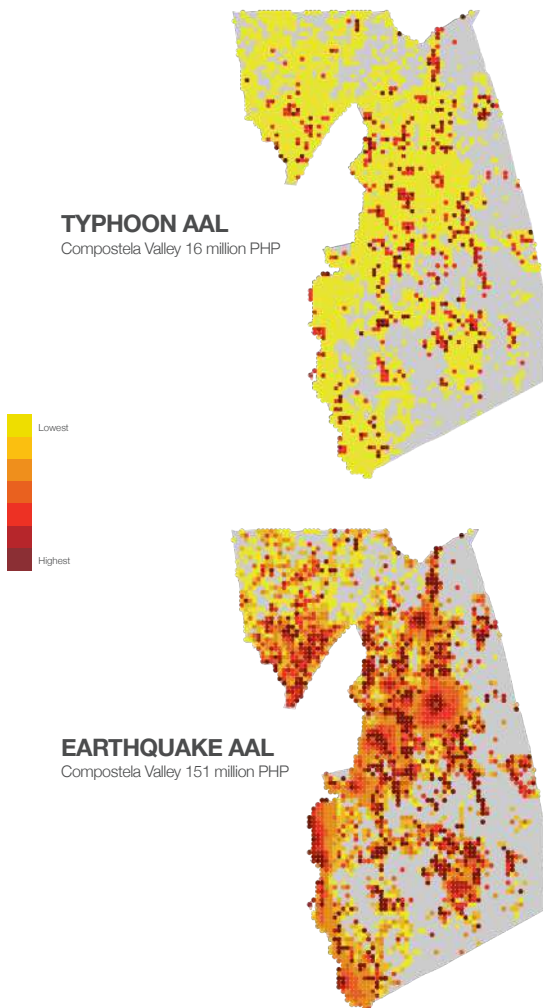 TYPHOON AAL
Compostela Valley 16 million PHP
Lowest
Highest
EARTHQUAKE AAL
Compostela Valley 151 million PHP